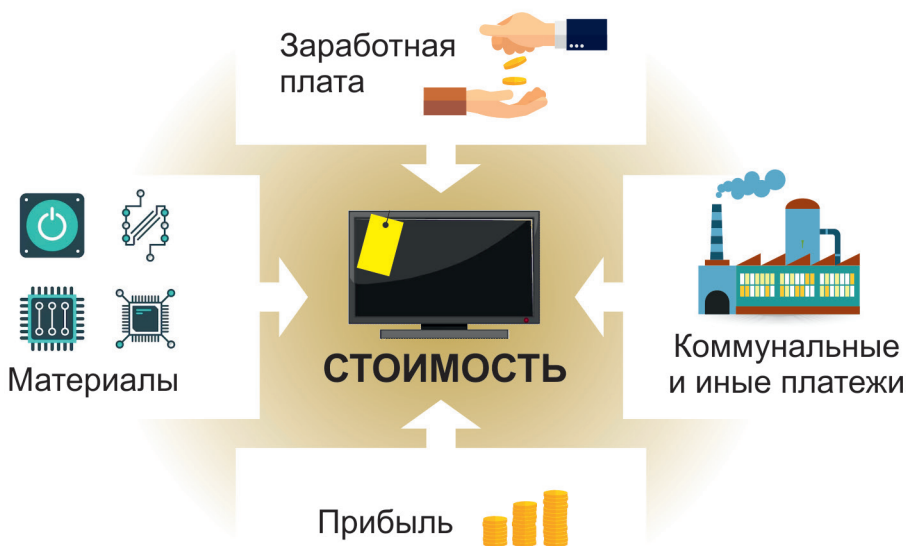 Заработная
плата
Материалы
СТОИМОСТЬ
Коммунальные
и иные платежи
Прибыль